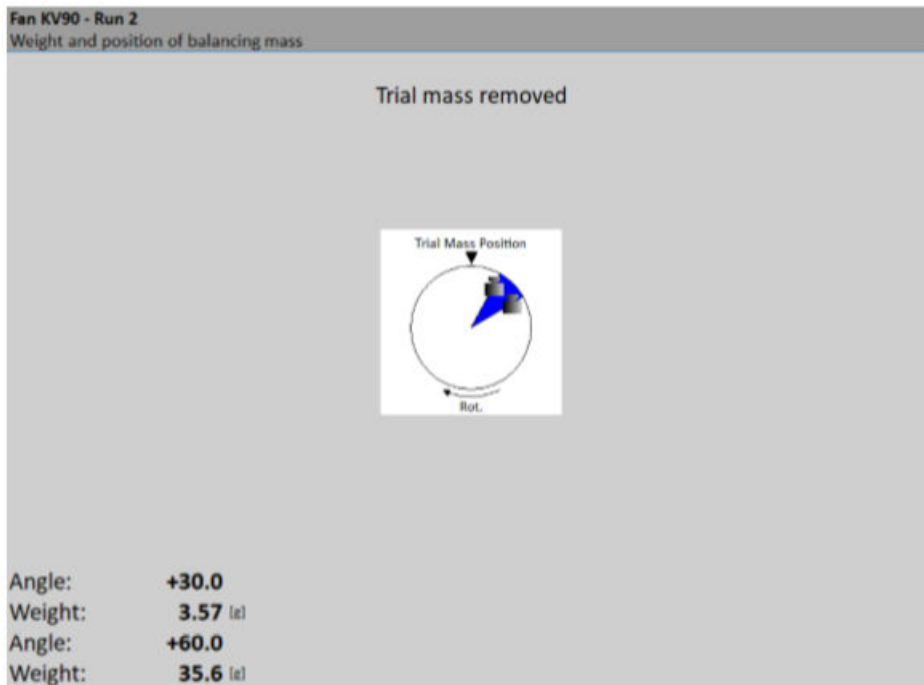 Fan KV90 - Run 2
Weight and position of balancing mass
Trial mass removed
Trial Mass Position
Rot.
Angle: +30.0
Weight: 3.57 [g]
Angle: +60.0
Weight: 35.6 [g]